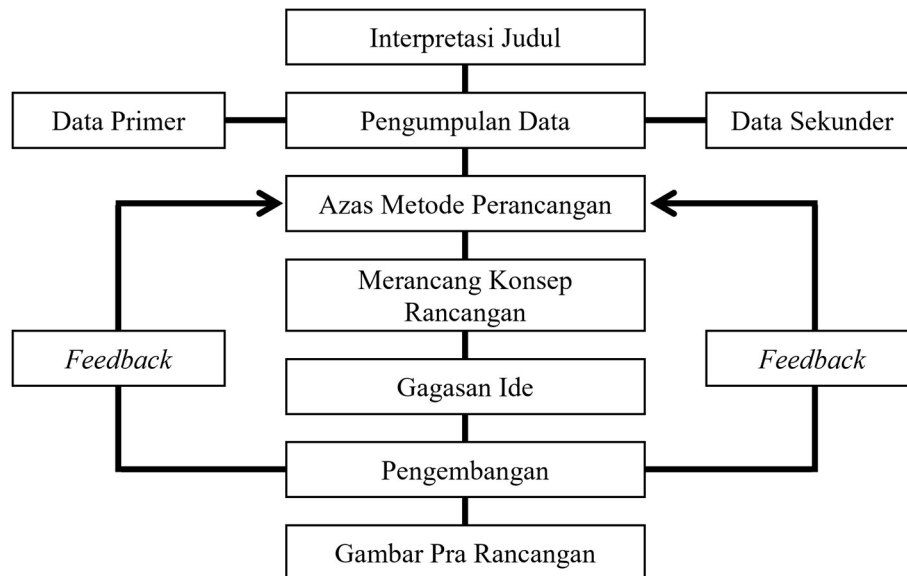 Interpretasi Judul
Data Primer
Pengumpulan Data
Data Sekunder
Azas Metode Perancangan
Merancang Konsep
Rancangan
Feedback
Feedback
Gagasan Ide
Pengembangan
Gambar Pra Rancangan